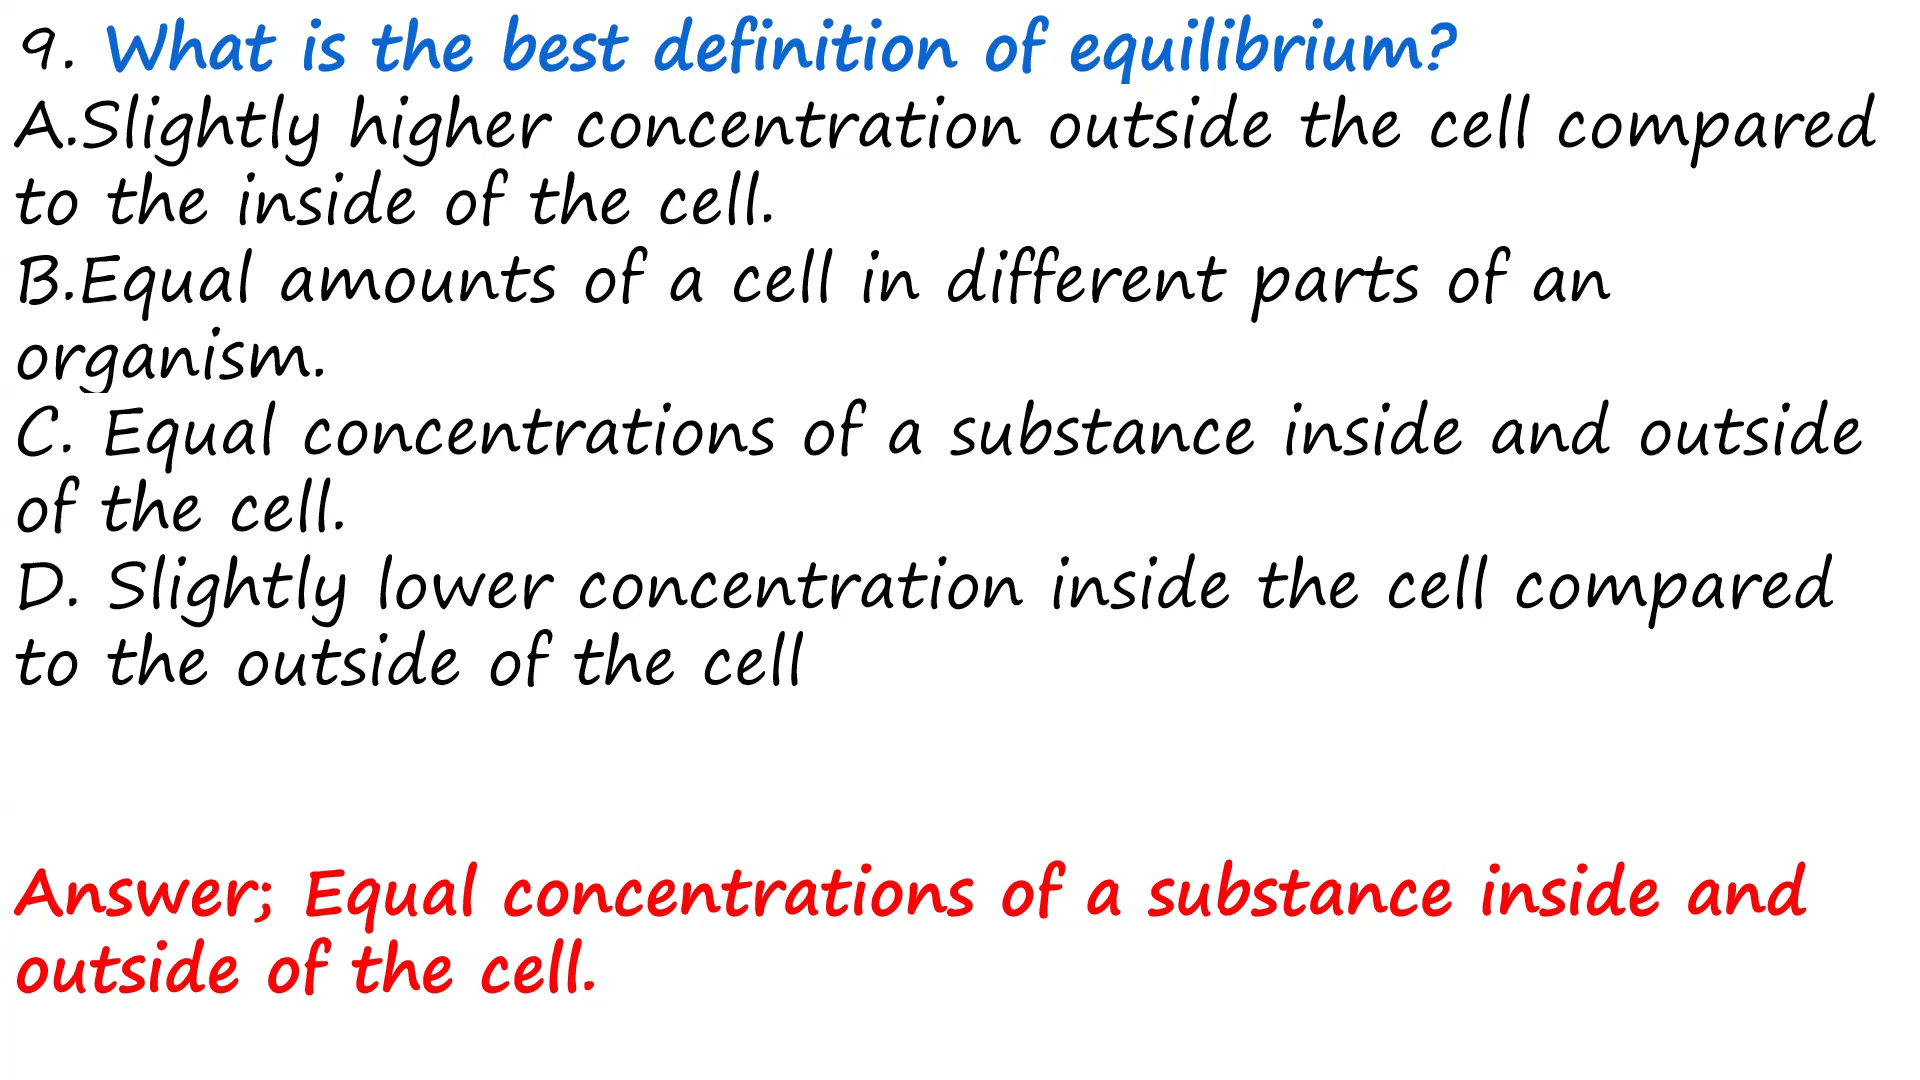 9. What is the best definition of equilibrium?
A.Slightly higher concentration outside the cell compared
to the inside of the cell.
B.Equal amounts of a cell in different parts of an
organism.
C. Equal concentrations of a substance inside and outside
of the cell.
D. Slightly lower concentration inside the cell compared
to the outside of the cell
Answer; Equal concentrations of a substance inside and
outside of the cell.